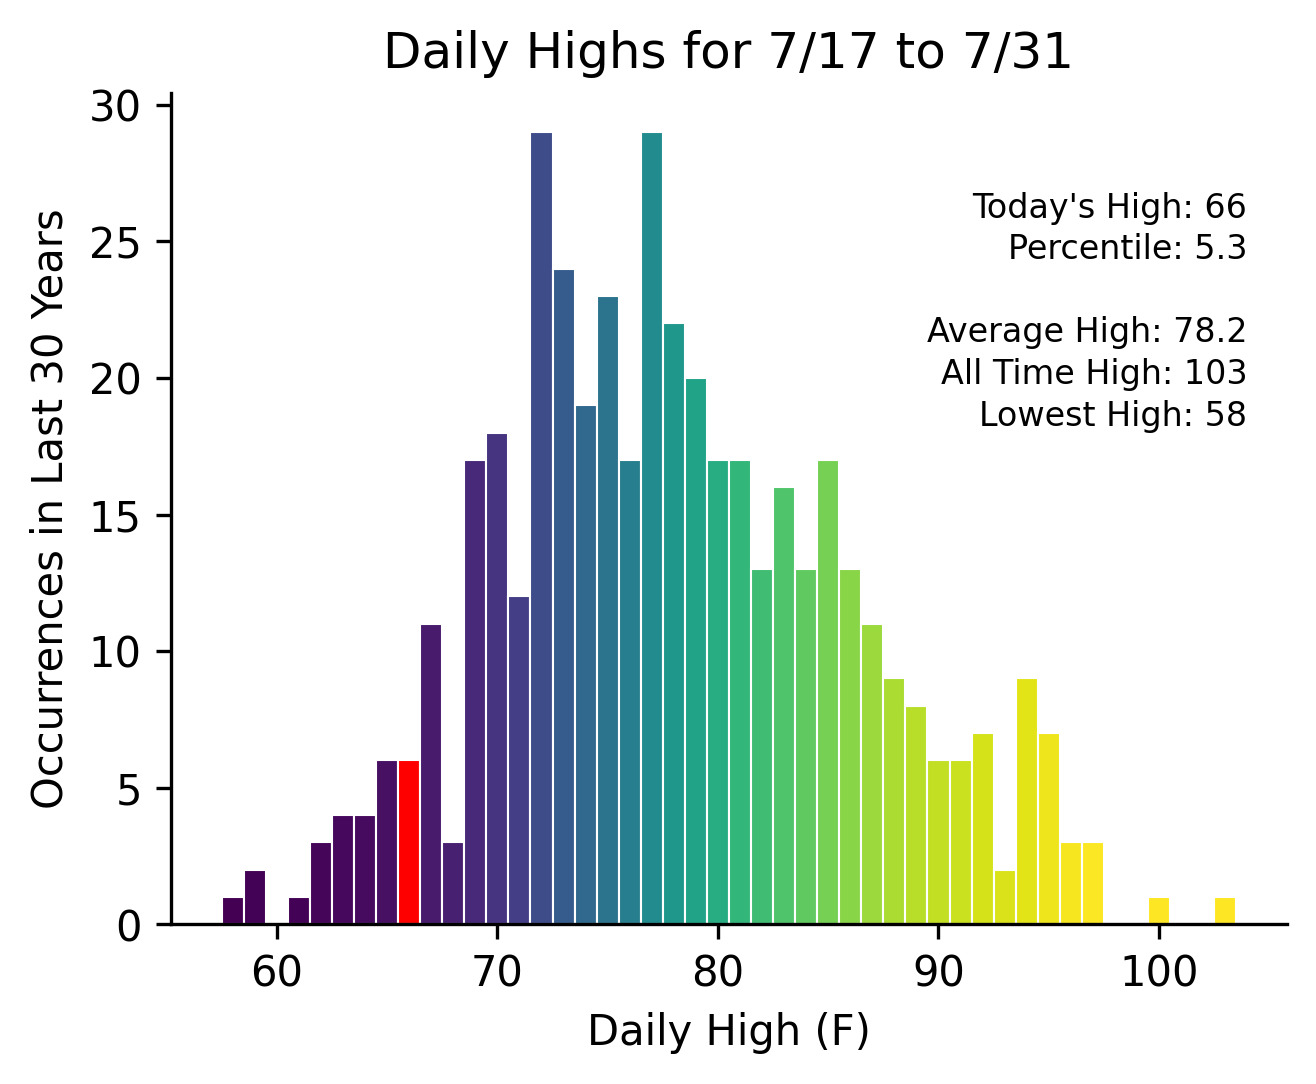 Daily Highs for 7/17 to 7/31
30
25
20
15
10
5
0
Occurrences in Last 30 Years
Today's High: 66
Percentile: 5.3
Average High: 78.2
All Time High: 103
Lowest High: 58
60 70 80 90 100
Daily High (F)